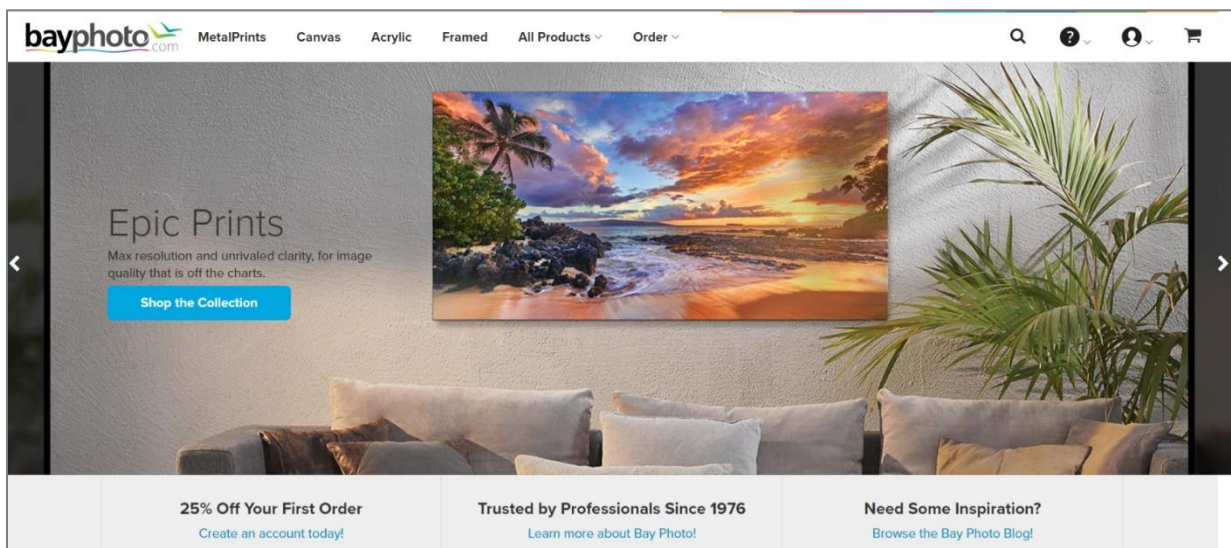 bayphoto.com
MetalPrints
Canvas
Acrylic
Framed
All Products
Order
?
Epic Prints
Max resolution and unrivaled clarity, for image
quality that is off the charts.
Shop the Collection
25% Off Your First Order
Create an account today!
Trusted by Professionals Since 1976
Learn more about Bay Photo!
Need Some Inspiration?
Browse the Bay Photo Blog!